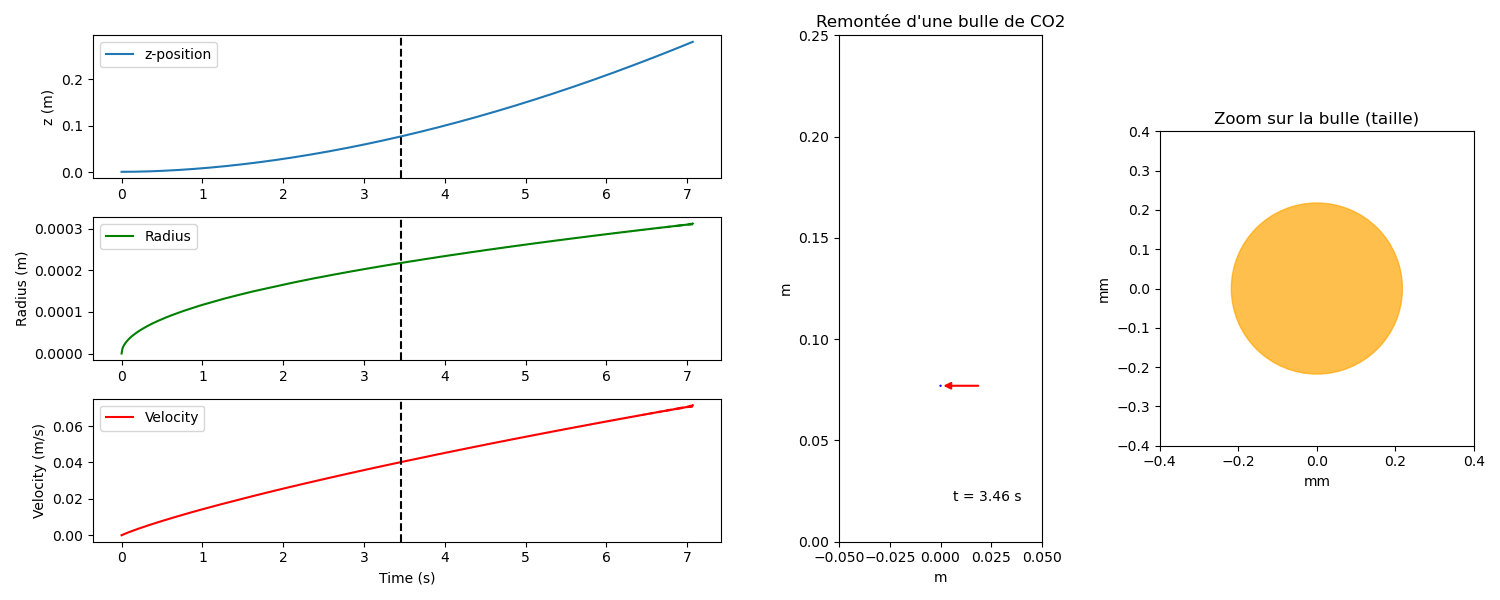 z-position
z (m)
0.2
0.1
0.0
0 1 2 3 4 5 6 7
Radius
Radius (m)
0.0003
0.0002
0.0001
0.0000
0 1 2 3 4 5 6 7
Velocity
Velocity (m/s)
0.06
0.04
0.02
0.00
0 1 2 3 4 5 6 7
Time (s)
Remontée d'une bulle de CO2
0.25
0.20
0.15
m
0.10
0.05
0.00
t = 3.46 s
−0.050 −0.025 0.000 0.025 0.050
m
Zoom sur la bulle (taille)
0.4
0.3
0.2
0.1
0.0
−0.1
−0.2
−0.3
−0.4
mm
−0.4 −0.2 0.0 0.2 0.4
mm